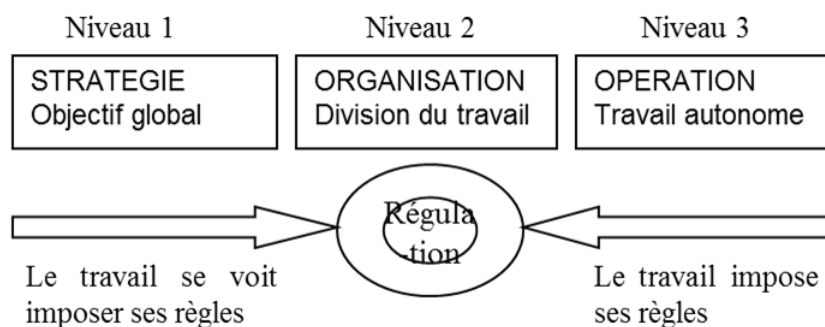 Niveau 1
Niveau 2
Niveau 3
STRATEGIE
Objectif global
ORGANISATION
Division du travail
OPERATION
Travail autonome
Régula
-tion
Le travail se voit
imposer ses règles
Le travail impose
ses règles